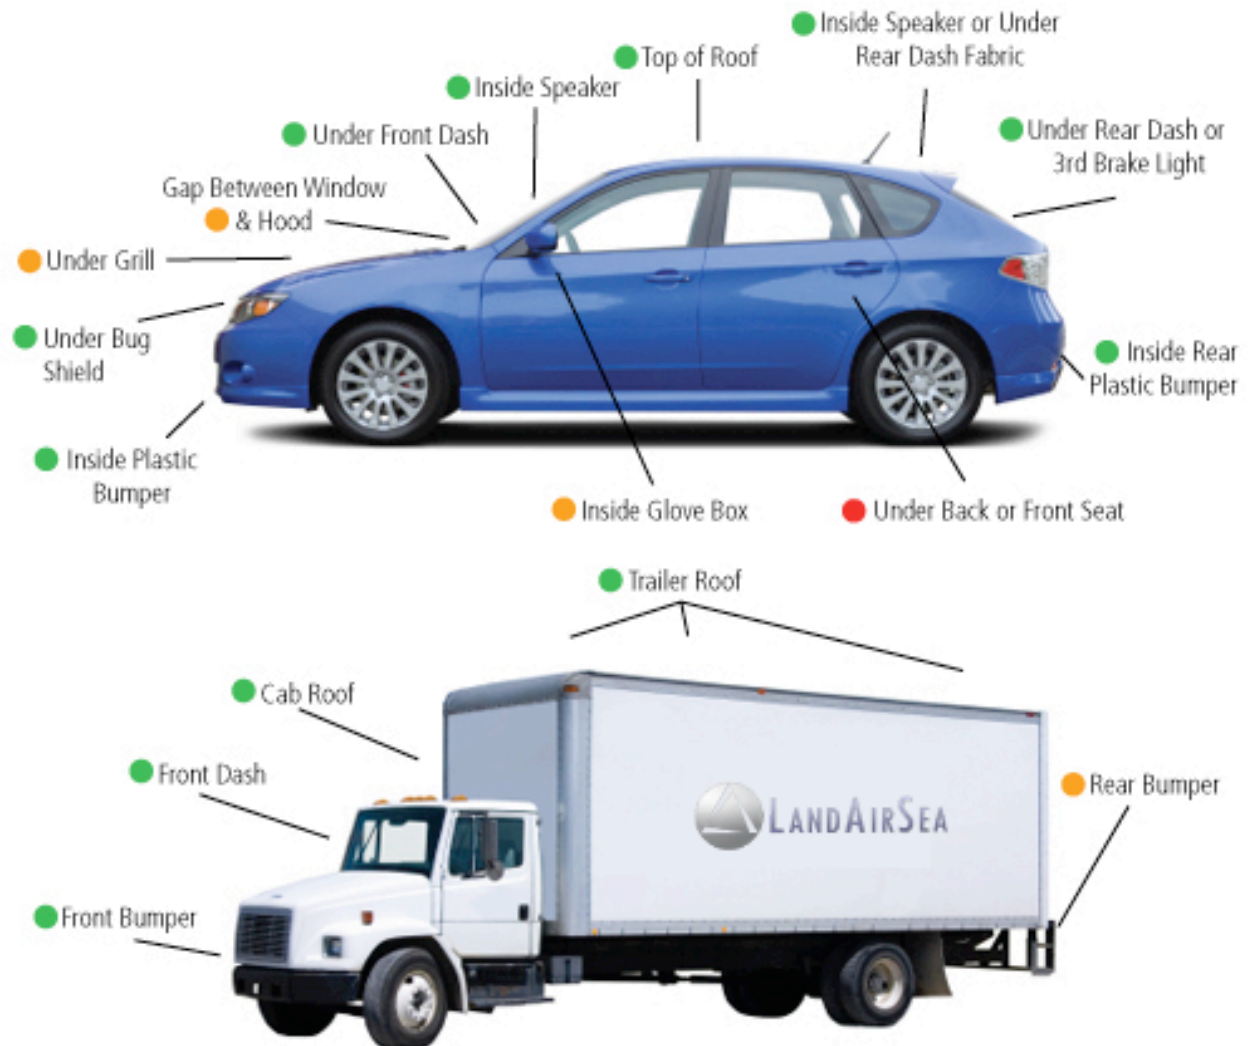 Inside Speaker or Under
Rear Dash Fabric
Top of Roof
Inside Speaker
Under Front Dash
Under Rear Dash or
3rd Brake Light
Gap Between Window
& Hood
Under Grill
Under Bug
Shield
Inside Rear
Plastic Bumper
Inside Plastic
Bumper
Inside Glove Box
Under Back or Front Seat
Trailer Roof
Cab Roof
Front Dash
Rear Bumper
LANDAIRSEA
Front Bumper